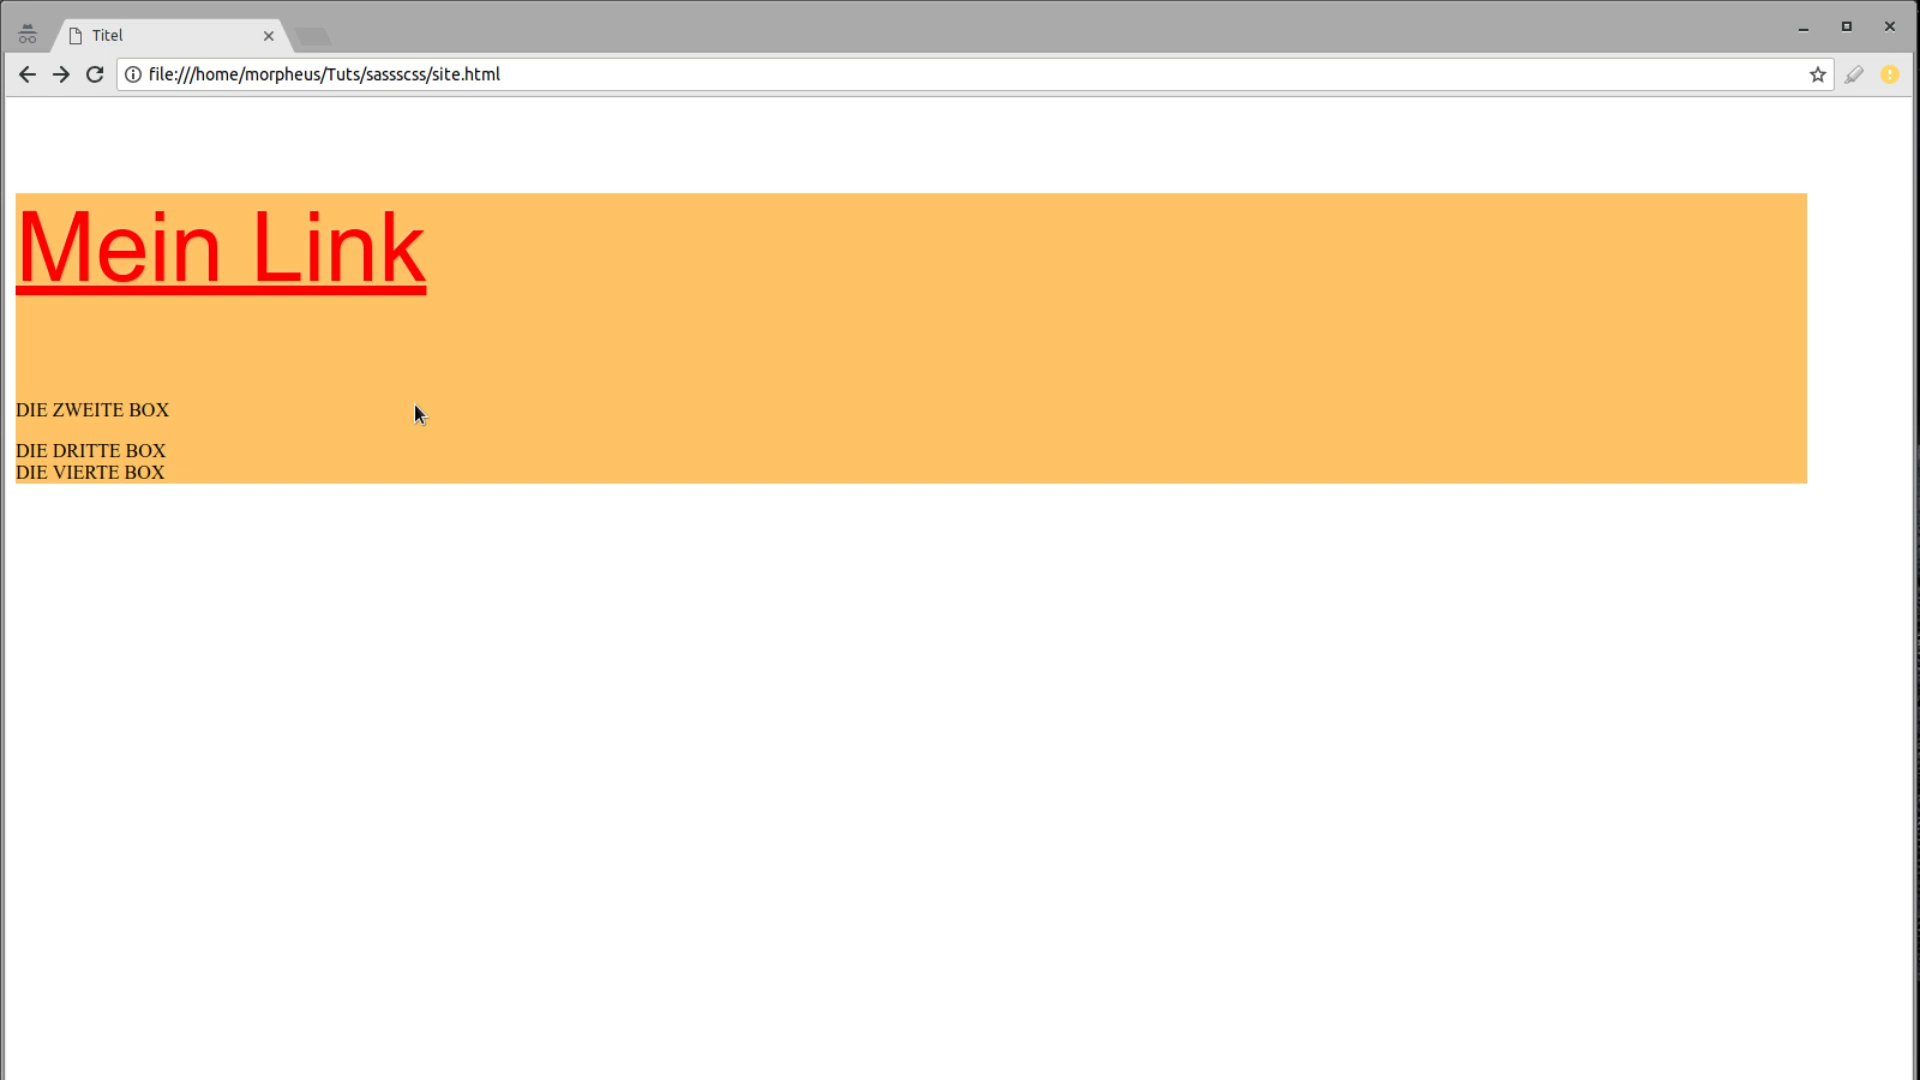 Titel
file:///home/morpheus/Tuts/sassscss/site.html
Mein Link
DIE ZWEITE BOX
DIE DRITTE BOX
DIE VIERTE BOX